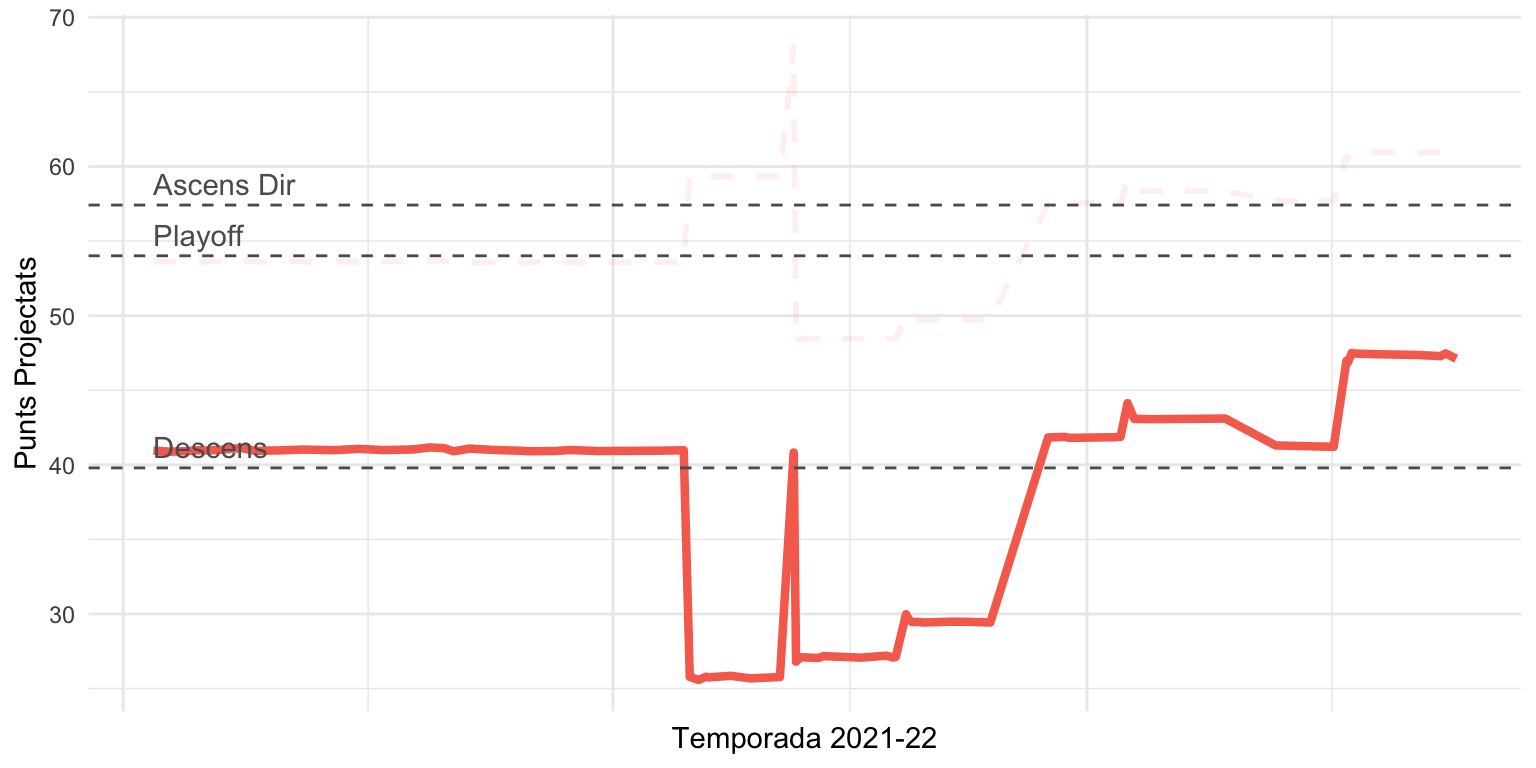 70
60
50
40
30
Punts Projectats
Ascens Dir
Playoff
Descens
Temporada 2021-22